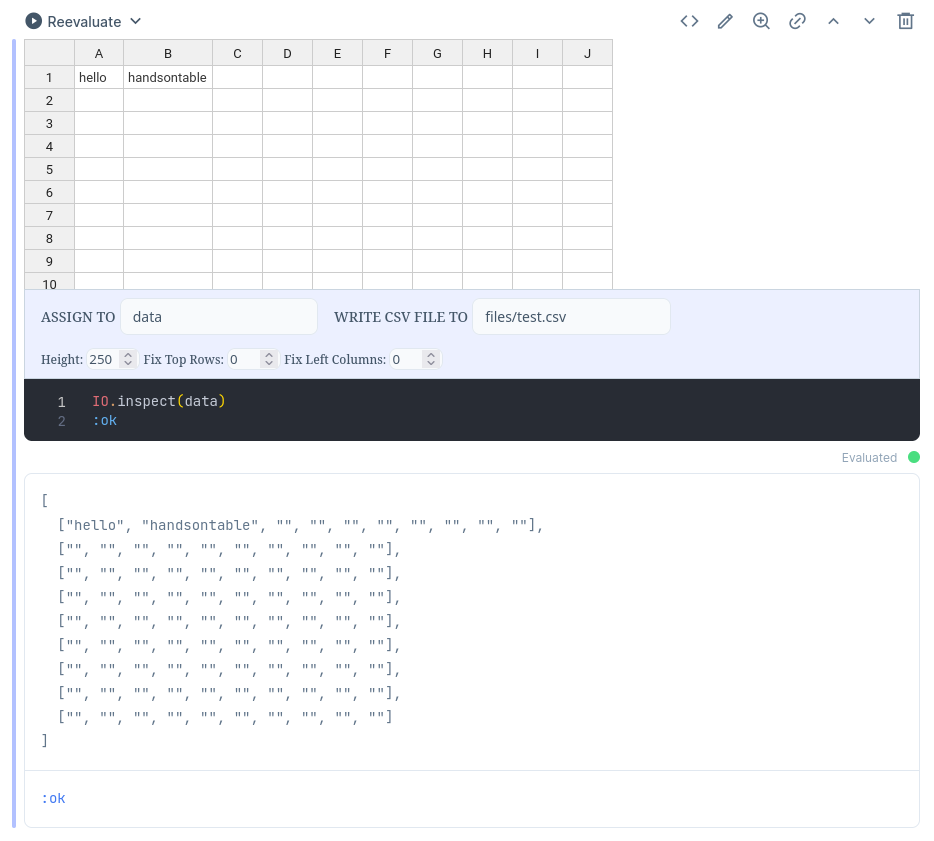 Reevaluate
A B C D E F G H I J
1 hello handsontable
2
3
4
5
6
7
8
9
10
ASSIGN TO data WRITE CSV FILE TO files/test.csv
Height: 250 Fix Top Rows: 0 Fix Left Columns: 0
1 IO.inspect(data)
2 :ok
Evaluated
[
  ["hello", "handsontable", "", "", "", "", "", "", "", ""],
  ["", "", "", "", "", "", "", "", "", ""],
  ["", "", "", "", "", "", "", "", "", ""],
  ["", "", "", "", "", "", "", "", "", ""],
  ["", "", "", "", "", "", "", "", "", ""],
  ["", "", "", "", "", "", "", "", "", ""],
  ["", "", "", "", "", "", "", "", "", ""],
  ["", "", "", "", "", "", "", "", "", ""],
  ["", "", "", "", "", "", "", "", "", ""]
]
:ok